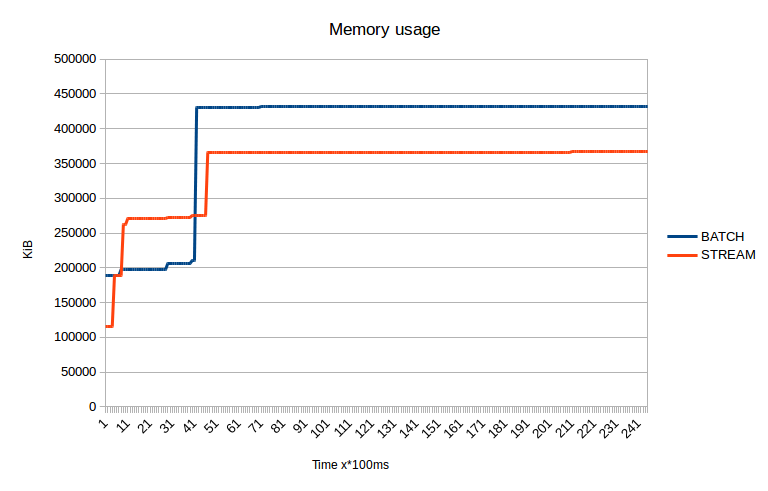 Memory usage
500000
450000
400000
350000
300000
250000
200000
150000
100000
50000
0
KiB
BATCH
STREAM
1 11 21 31 41 51 61 71 81 91 101 111 121 131 141 151 161 171 181 191 201 211 221 231 241
Time x*100ms